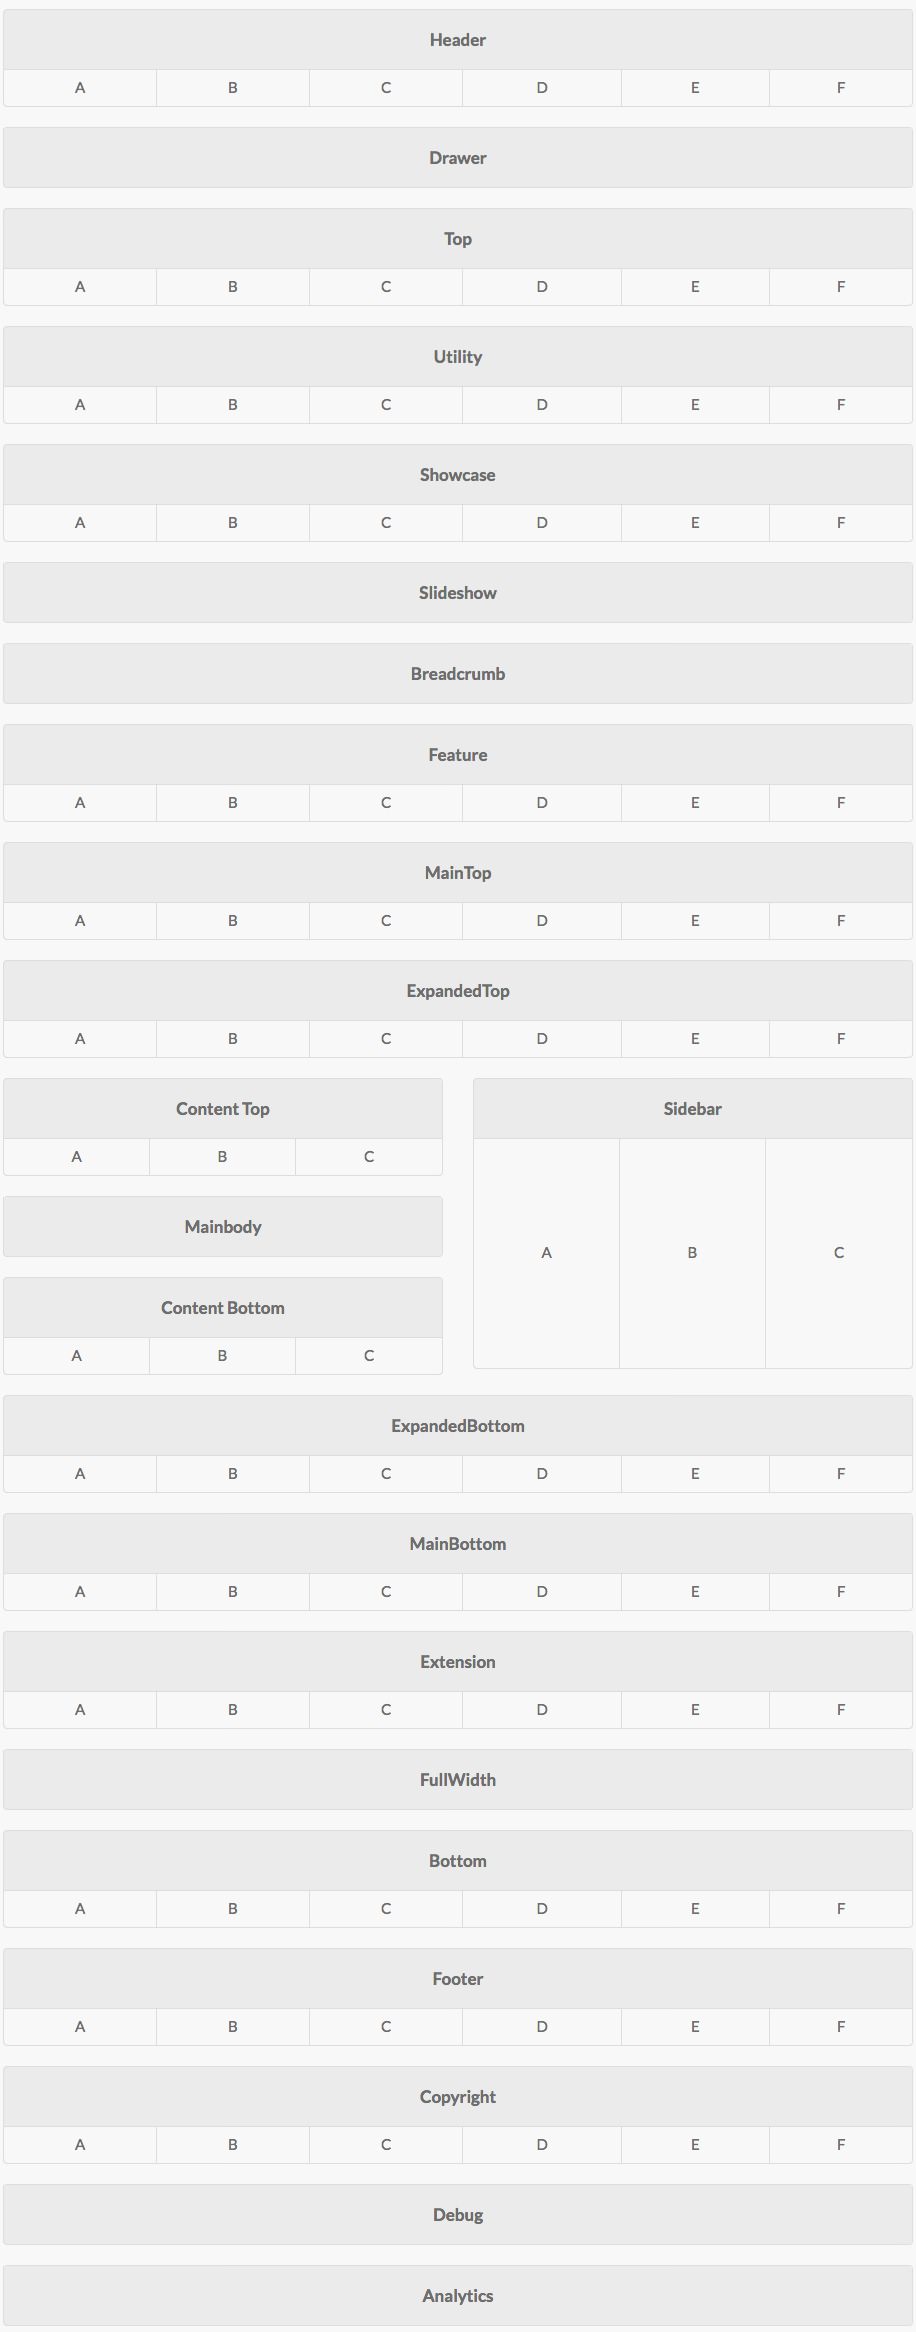 Header
A B C D E F
Drawer
Top
A B C D E F
Utility
A B C D E F
Showcase
A B C D E F
Slideshow
Breadcrumb
Feature
A B C D E F
MainTop
A B C D E F
ExpandedTop
A B C D E F
Content Top
A B C
Mainbody
Content Bottom
A B C
Sidebar
A B C
ExpandedBottom
A B C D E F
MainBottom
A B C D E F
Extension
A B C D E F
FullWidth
Bottom
A B C D E F
Footer
A B C D E F
Copyright
A B C D E F
Debug
Analytics